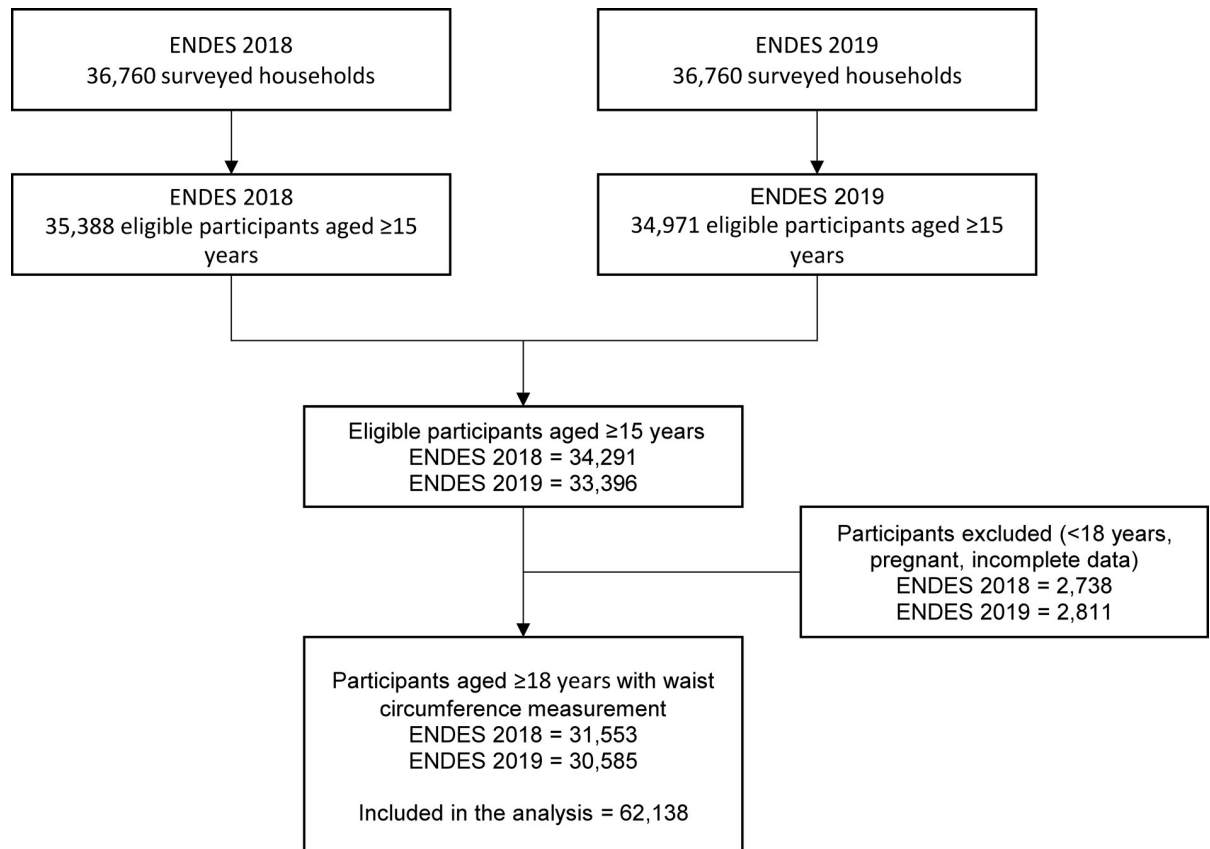 ENDES 2018
36,760 surveyed households
ENDES 2019
36,760 surveyed households
ENDES 2018
35,388 eligible participants aged ≥15
years
ENDES 2019
34,971 eligible participants aged ≥15
years
Eligible participants aged ≥15 years
ENDES 2018 = 34,291
ENDES 2019 = 33,396
Participants excluded (<18 years,
pregnant, incomplete data)
ENDES 2018 = 2,738
ENDES 2019 = 2,811
Participants aged ≥18 years with waist
circumference measurement
ENDES 2018 = 31,553
ENDES 2019 = 30,585
Included in the analysis = 62,138